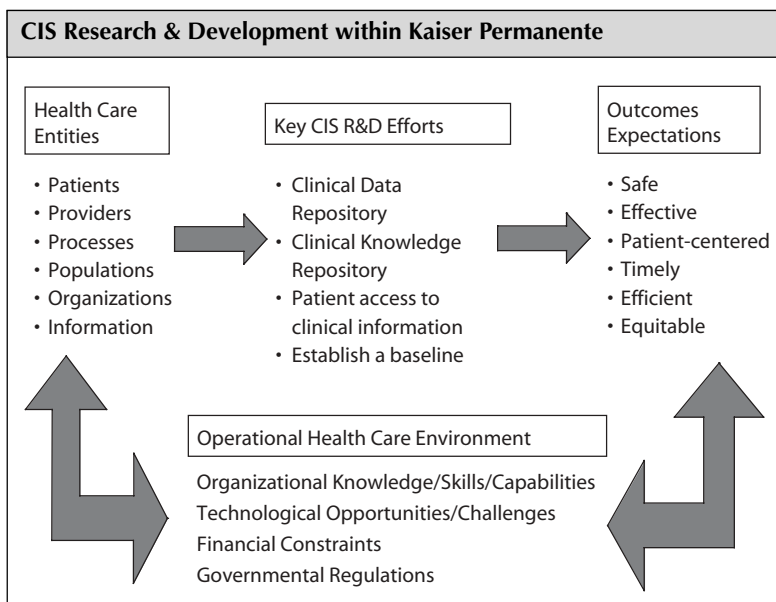 CIS Research & Development within Kaiser Permanente
Health Care
Entities
• Patients
• Providers
• Processes
• Populations
• Organizations
• Information
Key CIS R&D Efforts
• Clinical Data
Repository
• Clinical Knowledge
Repository
• Patient access to
clinical information
• Establish a baseline
Outcomes
Expectations
• Safe
• Effective
• Patient-centered
• Timely
• Efficient
• Equitable
Operational Health Care Environment
Organizational Knowledge/Skills/Capabilities
Technological Opportunities/Challenges
Financial Constraints
Governmental Regulations